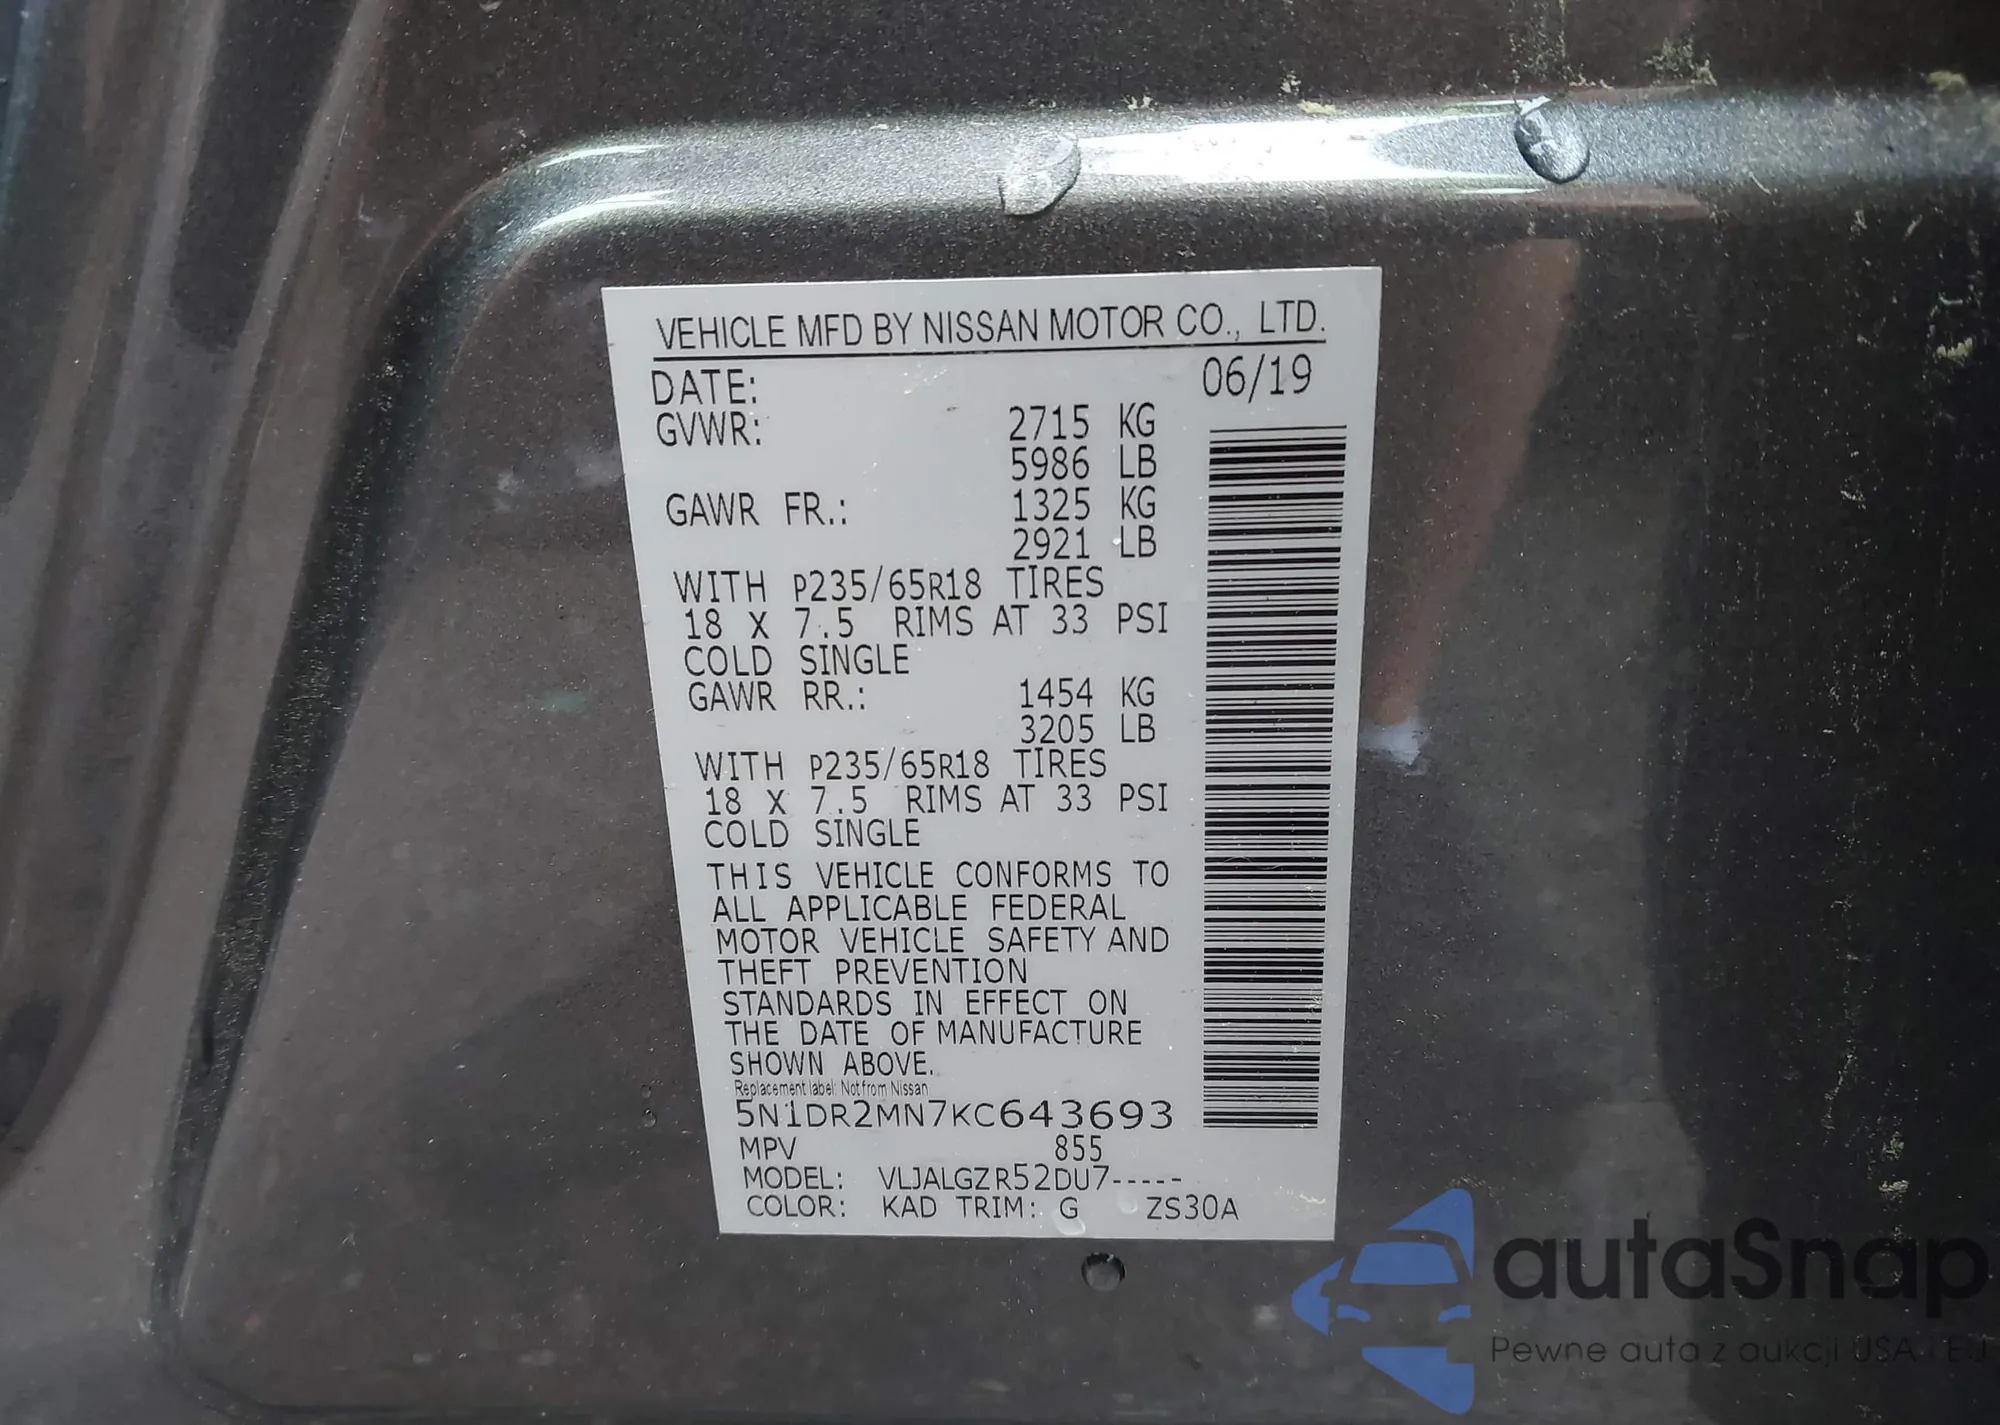 VEHICLE MFD BY NISSAN MOTOR CO., LTD.
DATE: 06/19
GVWR: 2715 KG
5986 LB
GAWR FR.: 1325 KG
2921 LB
WITH P235/65R18 TIRES
18 X 7.5 RIMS AT 33 PSI
COLD SINGLE
GAWR RR.: 1454 KG
3205 LB
WITH P235/65R18 TIRES
18 X 7.5 RIMS AT 33 PSI
COLD SINGLE
THIS VEHICLE CONFORMS TO
ALL APPLICABLE FEDERAL
MOTOR VEHICLE SAFETY AND
THEFT PREVENTION
STANDARDS IN EFFECT ON
THE DATE OF MANUFACTURE
SHOWN ABOVE.
Replacement label: Not from Nissan
5N1DR2MN7KC643693
MPV 855
MODEL: VLJALGZR52DU7-----
COLOR: KAD TRIM: G ZS30A
autaSnap
Pewne auta z aukcji USA i EU